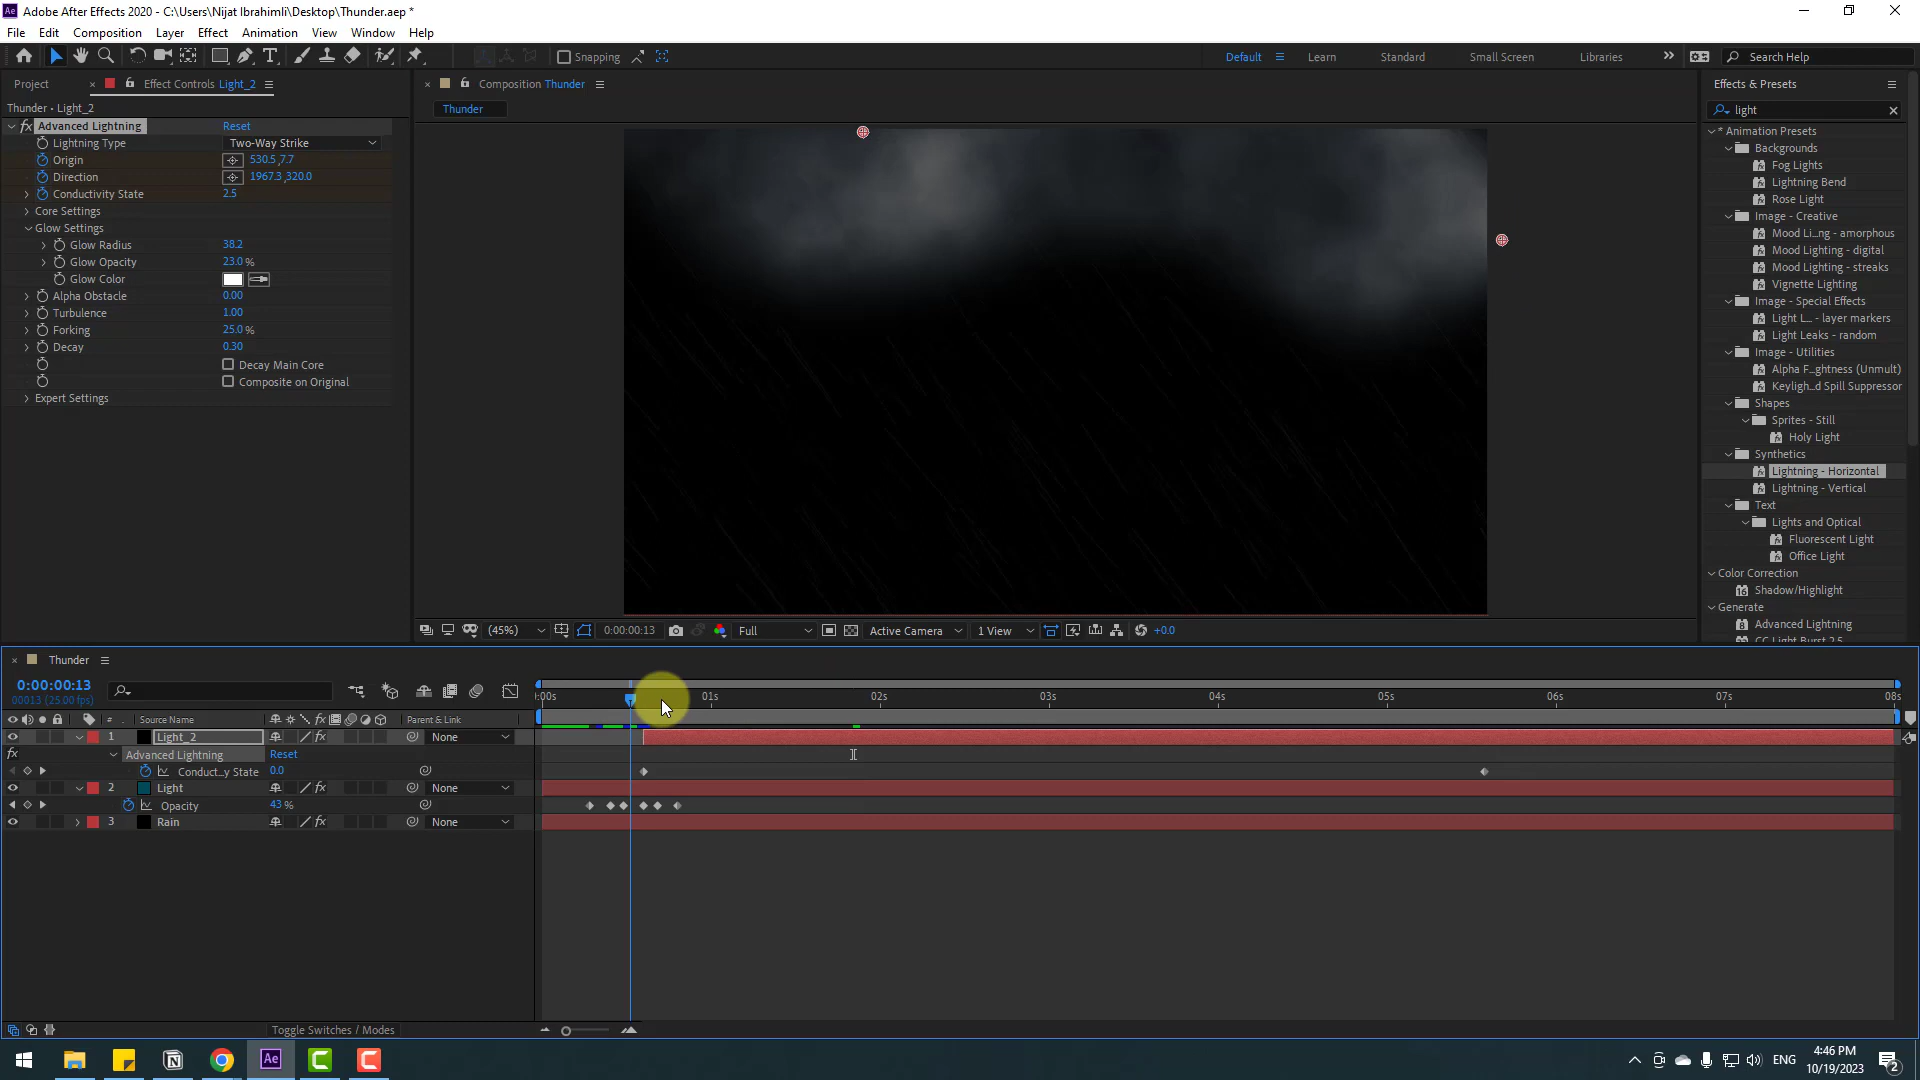 Adobe After Effects 2020 - C:\Users\Nijat Ibrahimli\Desktop\Thunder.aep *
File Edit Composition Layer Effect Animation View Window Help
Snapping
Default Learn Standard Small Screen Libraries
Search Help
Project
Effect Controls Light_2
Thunder • Light_2
Advanced Lightning Reset
Lightning Type Two-Way Strike
Origin 530.5 ,7.7
Direction 1967.3 ,320.0
Conductivity State 2.5
Core Settings
Glow Settings
Glow Radius 38.2
Glow Opacity 23.0 %
Glow Color
Alpha Obstacle 0.00
Turbulence 1.00
Forking 25.0 %
Decay 0.30
Decay Main Core
Composite on Original
Expert Settings
Composition Thunder
Thunder
(45%) 0:00:00:13 Full Active Camera 1 View +0.0
Effects & Presets
light
* Animation Presets
Backgrounds
Fog Lights
Lightning Bend
Rose Light
Image - Creative
Mood Li...ng - amorphous
Mood Lighting - digital
Mood Lighting - streaks
Vignette Lighting
Image - Special Effects
Light L... - layer markers
Light Leaks - random
Image - Utilities
Alpha F...ghtness (Unmult)
Keyligh...d Spill Suppressor
Shapes
Sprites - Still
Holy Light
Synthetics
Lightning - Horizontal
Lightning - Vertical
Text
Lights and Optical
Fluorescent Light
Office Light
Color Correction
Shadow/Highlight
Generate
Advanced Lightning
CC Light Burst 2.5
Thunder
0:00:00:13
00013 (25.00 fps)
:00s 01s 02s 03s 04s 05s 06s 07s 08s
# Source Name Parent & Link
1 Light_2 None
Advanced Lightning Reset
Conduct...y State 0.0
2 Light None
Opacity 43 %
3 Rain None
Toggle Switches / Modes
ENG
4:46 PM
10/19/2023
2